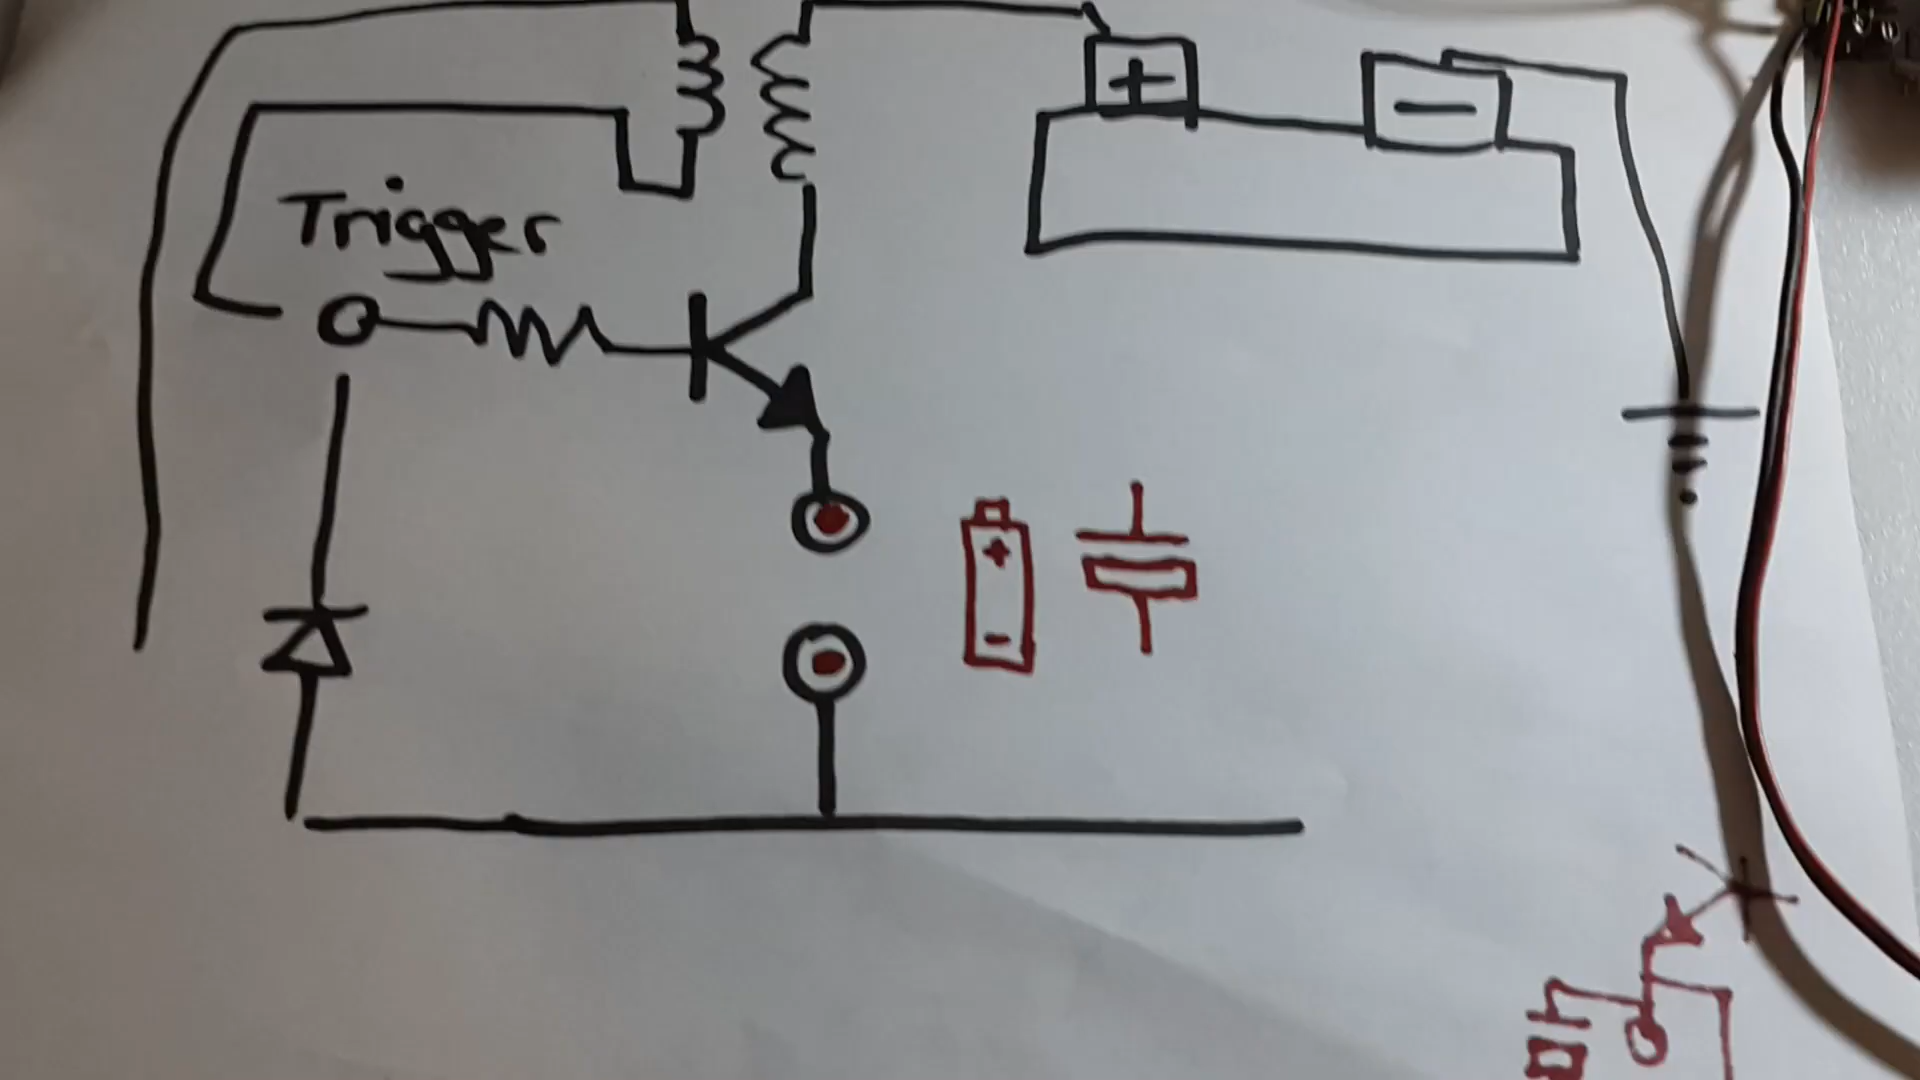 +
−
Trigger
+
-